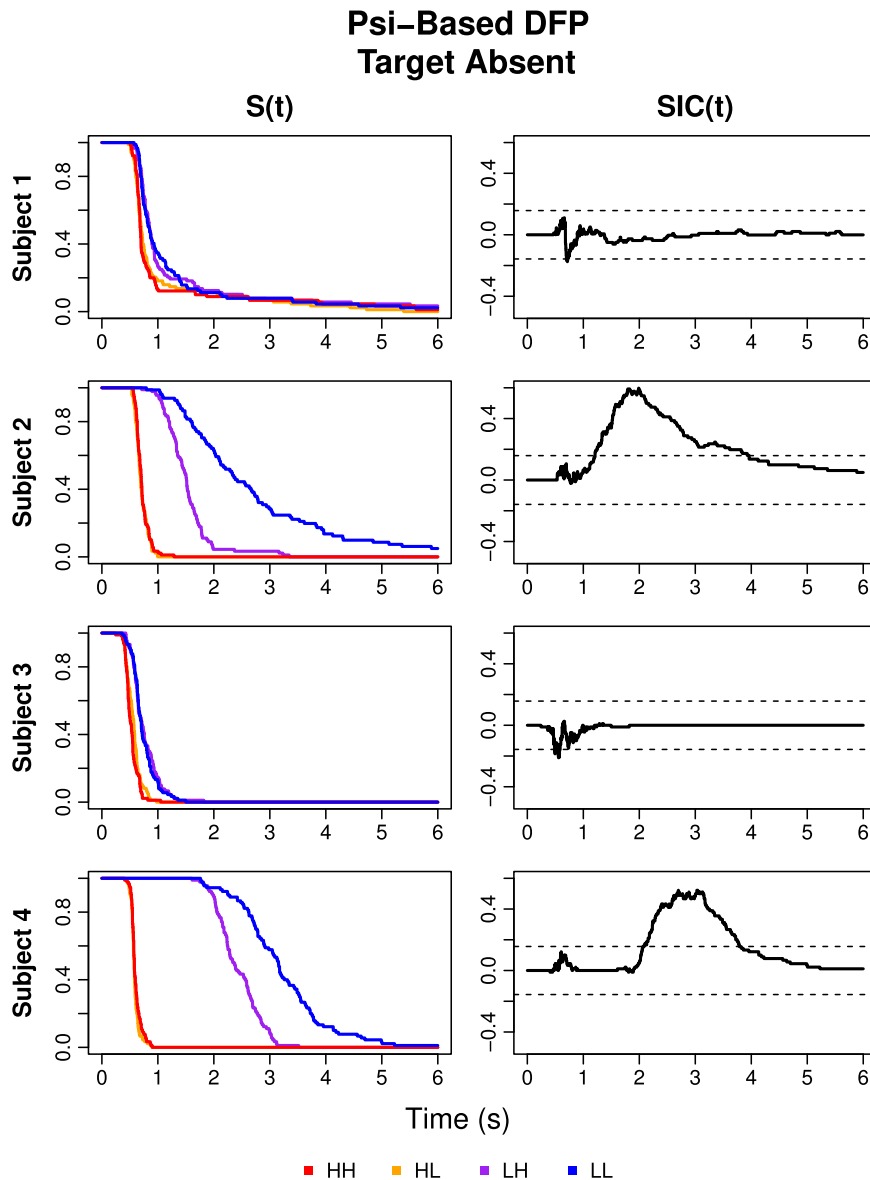 Psi−Based DFP
Target Absent
S(t)
SIC(t)
Subject 1
0.0 0.4 0.8
0 1 2 3 4 5 6
−0.4 0.0 0.4
0 1 2 3 4 5 6
Subject 2
0.0 0.4 0.8
0 1 2 3 4 5 6
−0.4 0.0 0.4
0 1 2 3 4 5 6
Subject 3
0.0 0.4 0.8
0 1 2 3 4 5 6
−0.4 0.0 0.4
0 1 2 3 4 5 6
Subject 4
0.0 0.4 0.8
0 1 2 3 4 5 6
−0.4 0.0 0.4
0 1 2 3 4 5 6
Time (s)
HH HL LH LL